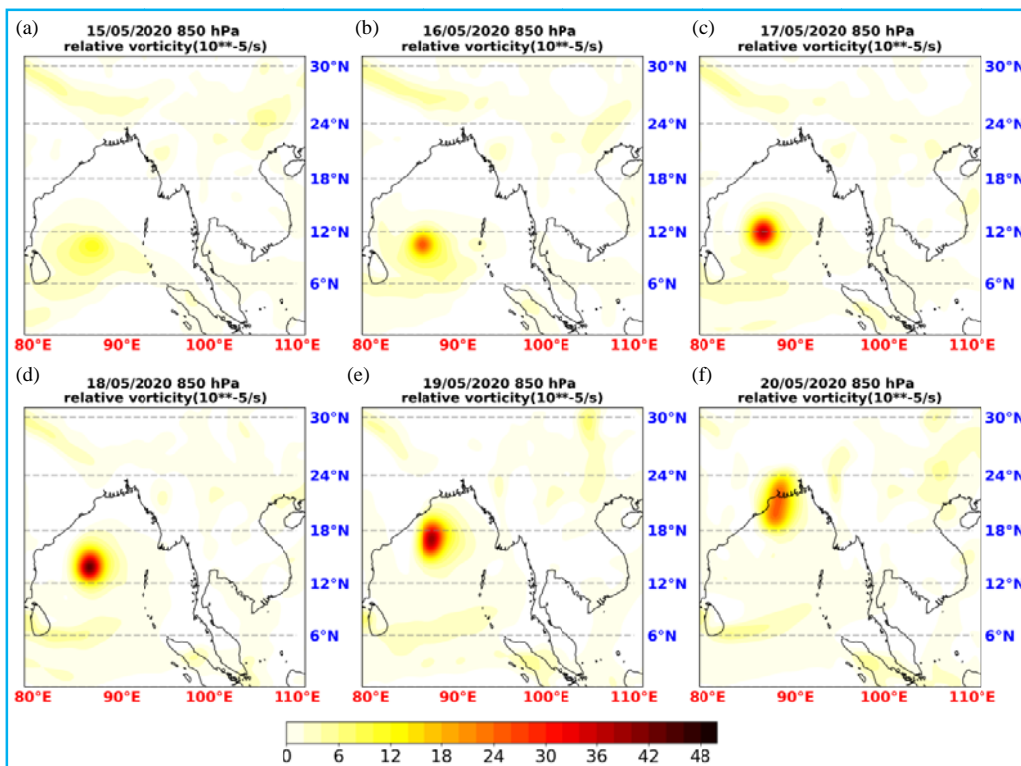 (a) 15/05/2020 850 hPa
relative vorticity(10**-5/s)
(b) 16/05/2020 850 hPa
relative vorticity(10**-5/s)
(c) 17/05/2020 850 hPa
relative vorticity(10**-5/s)
30°N 30°N 30°N
24°N 24°N 24°N
18°N 18°N 18°N
12°N 12°N 12°N
6°N 6°N 6°N
80°E 90°E 100°E 110°E 80°E 90°E 100°E 110°E 80°E 90°E 100°E 110°E
(d) 18/05/2020 850 hPa
relative vorticity(10**-5/s)
(e) 19/05/2020 850 hPa
relative vorticity(10**-5/s)
(f) 20/05/2020 850 hPa
relative vorticity(10**-5/s)
30°N 30°N 30°N
24°N 24°N 24°N
18°N 18°N 18°N
12°N 12°N 12°N
6°N 6°N 6°N
80°E 90°E 100°E 110°E 80°E 90°E 100°E 110°E 80°E 90°E 100°E 110°E
0 6 12 18 24 30 36 42 48